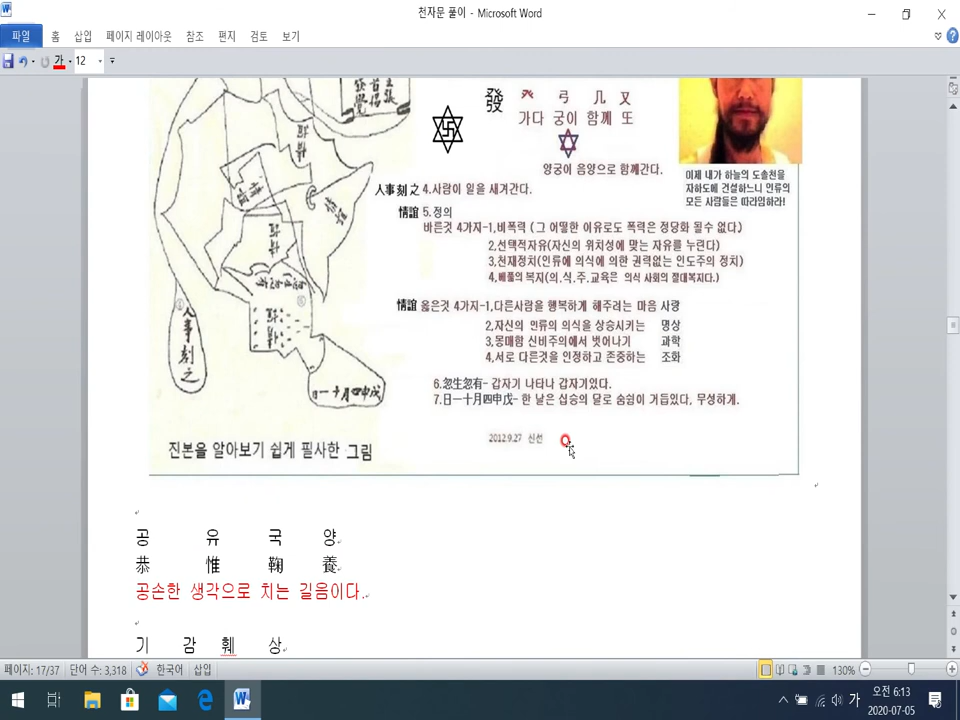 천자문 풀이 - Microsoft Word
파일 홈 삽입 페이지 레이아웃 참조 편지 검토 보기
가 12
發 弓 几 又
가다 궁이 함께 또
양궁이 음양으로 함께간다.
이제 내가 하늘의 도솔천을
자하도에 건설하느니 인류의
모든 사람들은 따라임하라!
人事刻之 4.사람이 일을 새겨간다.
情誼 5.정의
바른것 4가지-1,비폭력 (그 어떠한 이유로도 폭력은 정당화 될수 없다.)
2,선택적자유(자신의 위치성에 맞는 자유를 누린다)
3,천재정치(인류에 의식에 의한 권력없는 인도주의 정치)
4,베품의 복지(의.식.주.교육은 의식 사회의 절대복지다.)
情誼 옳은것 4가지-1,다른사람을 행복하게 해주려는 마음 사랑
2,자신의 인류의 의식을 상승시키는 명상
3,몽매함 신비주의에서 벗어나기 과학
4,서로 다른것을 인정하고 존중하는 조화
6.忽生忽有- 갑자기 나타나 갑자기있다.
7.日一十月四申戊- 한 날은 십승의 달로 숨쉼이 거듭있다, 무성하게.
2012.9.27 신선
人事刻之
日一十月四申戊
진본을 알아보기 쉽게 필사한 그림
공 유 국 양
恭 惟 鞠 養
공손한 생각으로 치는 길움이다.
기 감 훼 상
페이지: 17/37 단어 수: 3,318 한국어 삽입 130%
가 오전 6:13
2020-07-05